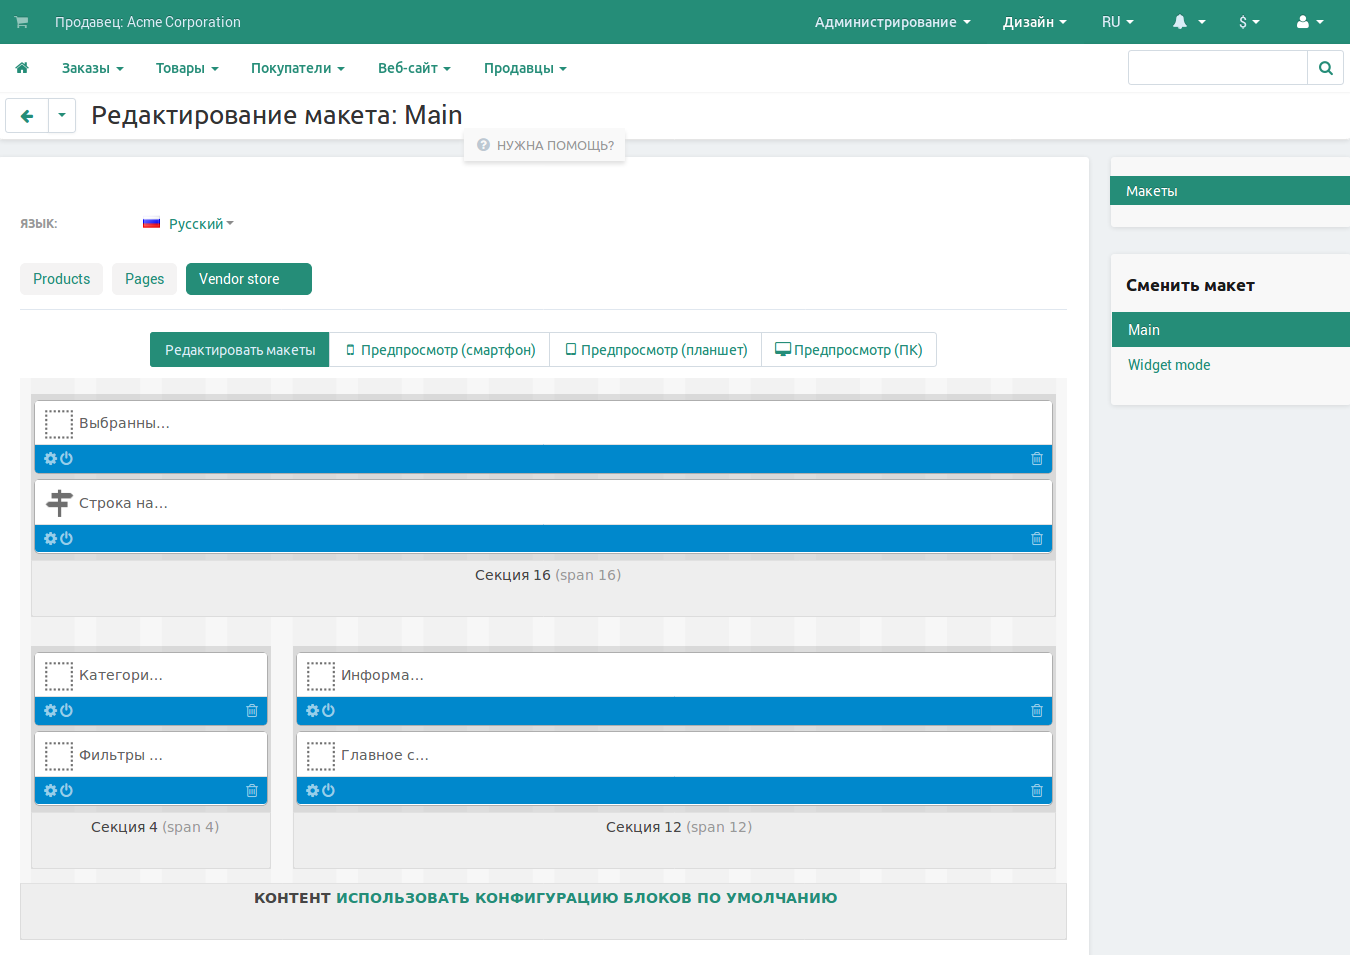 Продавец: Acme Corporation
Администрирование
Дизайн
RU
$
Заказы
Товары
Покупатели
Веб-сайт
Продавцы
Редактирование макета: Main
НУЖНА ПОМОЩЬ?
Макеты
ЯЗЫК:
Русский
Products
Pages
Vendor store
Сменить макет
Main
Widget mode
Редактировать макеты
Предпросмотр (смартфон)
Предпросмотр (планшет)
Предпросмотр (ПК)
Выбранны...
Строка на...
Секция 16 (span 16)
Категори...
Фильтры ...
Секция 4 (span 4)
Информа...
Главное с...
Секция 12 (span 12)
КОНТЕНТ ИСПОЛЬЗОВАТЬ КОНФИГУРАЦИЮ БЛОКОВ ПО УМОЛЧАНИЮ